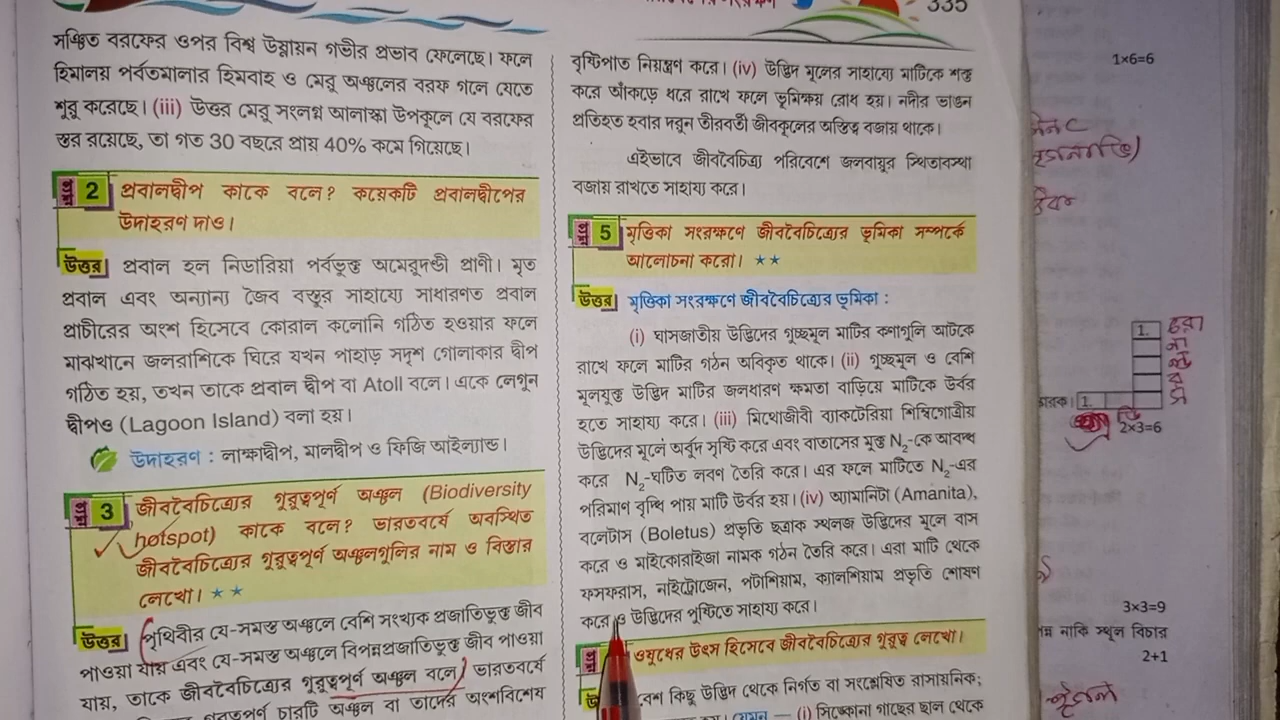 335
সঞ্চিত বরফের ওপর বিশ্ব উষ্ণায়ন গভীর প্রভাব ফেলেছে। ফলে
হিমালয় পর্বতমালার হিমবাহ ও মেরু অঞ্চলের বরফ গলে যেতে
শুরু করেছে। (iii) উত্তর মেরু সংলগ্ন আলাস্কা উপকূলে যে বরফের
স্তর রয়েছে, তা গত 30 বছরে প্রায় 40% কমে গিয়েছে।
প্রশ্ন 2 প্রবালদ্বীপ কাকে বলে? কয়েকটি প্রবালদ্বীপের
উদাহরণ দাও।
উত্তর প্রবাল হল নিডারিয়া পর্বভুক্ত অমেরুদণ্ডী প্রাণী। মৃত
প্রবাল এবং অন্যান্য জৈব বস্তুর সাহায্যে সাধারণত প্রবাল
প্রাচীরের অংশ হিসেবে কোরাল কলোনি গঠিত হওয়ার ফলে
মাঝখানে জলরাশিকে ঘিরে যখন পাহাড় সদৃশ গোলাকার দ্বীপ
গঠিত হয়, তখন তাকে প্রবাল দ্বীপ বা Atoll বলে। একে লেগুন
দ্বীপও (Lagoon Island) বলা হয়।
উদাহরণ : লাক্ষাদ্বীপ, মালদ্বীপ ও ফিজি আইল্যান্ড।
প্রশ্ন 3 জীববৈচিত্র্যের গুরুত্বপূর্ণ অঞ্চল (Biodiversity
hotspot) কাকে বলে? ভারতবর্ষে অবস্থিত
জীববৈচিত্র্যের গুরুত্বপূর্ণ অঞ্চলগুলির নাম ও বিস্তার
লেখো। ★★
উত্তর পৃথিবীর যে-সমস্ত অঞ্চলে বেশি সংখ্যক প্রজাতিভুক্ত জীব
পাওয়া যায় এবং যে-সমস্ত অঞ্চলে বিপন্নপ্রজাতিভুক্ত জীব পাওয়া
যায়, তাকে জীববৈচিত্র্যের গুরুত্বপূর্ণ অঞ্চল বলে। ভারতবর্ষে
গুরুত্বপূর্ণ চারটি অঞ্চল বা তাদের অংশবিশেষ
বৃষ্টিপাত নিয়ন্ত্রণ করে। (iv) উদ্ভিদ মূলের সাহায্যে মাটিকে শক্ত
করে আঁকড়ে ধরে রাখে ফলে ভূমিক্ষয় রোধ হয়। নদীর ভাঙন
প্রতিহত হবার দরুন তীরবর্তী জীবকূলের অস্তিত্ব বজায় থাকে।
এইভাবে জীববৈচিত্র্য পরিবেশে জলবায়ুর স্থিতাবস্থা
বজায় রাখতে সাহায্য করে।
প্রশ্ন 5 মৃত্তিকা সংরক্ষণে জীববৈচিত্র্যের ভূমিকা সম্পর্কে
আলোচনা করো। ★★
উত্তর মৃত্তিকা সংরক্ষণে জীববৈচিত্র্যের ভূমিকা :
(i) ঘাসজাতীয় উদ্ভিদের গুচ্ছমূল মাটির কণাগুলি আটকে
রাখে ফলে মাটির গঠন অবিকৃত থাকে। (ii) গুচ্ছমূল ও বেশি
মূলযুক্ত উদ্ভিদ মাটির জলধারণ ক্ষমতা বাড়িয়ে মাটিকে উর্বর
হতে সাহায্য করে। (iii) মিথোজীবী ব্যাকটেরিয়া শিম্বিগোত্রীয়
উদ্ভিদের মূলে অর্বুদ সৃষ্টি করে এবং বাতাসের মুক্ত N₂-কে আবদ্ধ
করে N₂-ঘটিত লবণ তৈরি করে। এর ফলে মাটিতে N₂-এর
পরিমাণ বৃদ্ধি পায় মাটি উর্বর হয়। (iv) অ্যামানিটা (Amanita),
বলেটাস (Boletus) প্রভৃতি ছত্রাক স্থলজ উদ্ভিদের মূলে বাস
করে ও মাইকোরাইজা নামক গঠন তৈরি করে। এরা মাটি থেকে
ফসফরাস, নাইট্রোজেন, পটাশিয়াম, ক্যালশিয়াম প্রভৃতি শোষণ
করে ও উদ্ভিদের পুষ্টিতে সাহায্য করে।
প্রশ্ন ওষুধের উৎস হিসেবে জীববৈচিত্র্যের গুরুত্ব লেখো।
বেশ কিছু উদ্ভিদ থেকে নির্গত বা সংশ্লেষিত রাসায়নিক;
যেমন — (i) সিঙ্কোনা গাছের ছাল থেকে
1×6=6
1.
1.
2×3=6
3×3=9
নাকি স্থূল বিচার
2+1